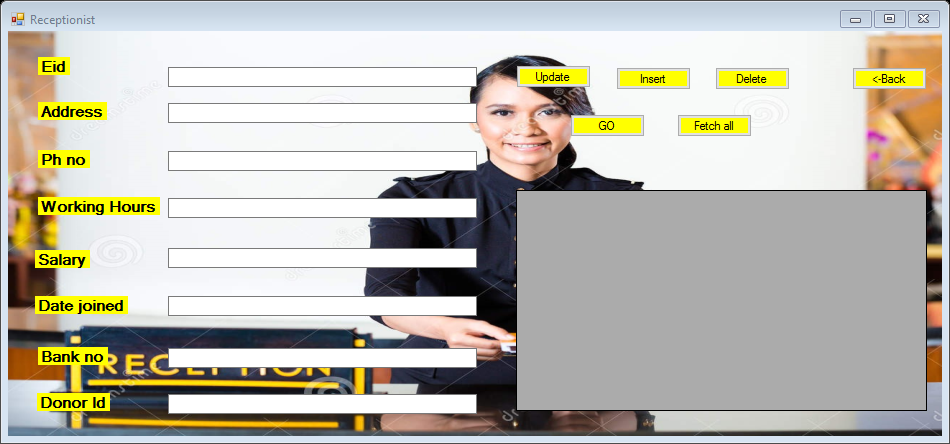 Receptionist
Eid
Update
Insert
Delete
<-Back
Address
GO
Fetch all
Ph no
Working Hours
Salary
Date joined
Bank no
RECEPTION
Donor Id